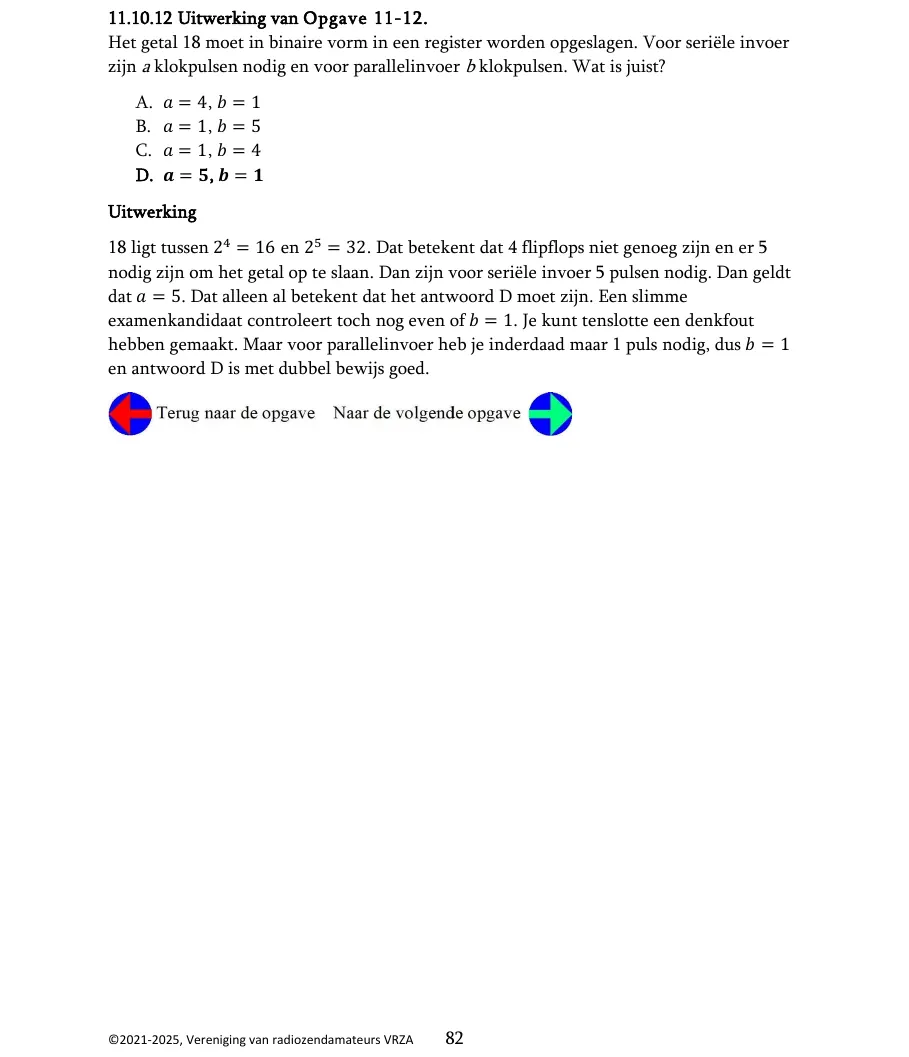 11.10.12 Uitwerking van Opgave 11-12.
Het getal 18 moet in binaire vorm in een register worden opgeslagen. Voor seriële invoer
zijn a klokpulsen nodig en voor parallelinvoer b klokpulsen. Wat is juist?
A. a = 4, b = 1
B. a = 1, b = 5
C. a = 1, b = 4
D. a = 5, b = 1
Uitwerking
18 ligt tussen 2⁴ = 16 en 2⁵ = 32. Dat betekent dat 4 flipflops niet genoeg zijn en er 5
nodig zijn om het getal op te slaan. Dan zijn voor seriële invoer 5 pulsen nodig. Dan geldt
dat a = 5. Dat alleen al betekent dat het antwoord D moet zijn. Een slimme
examenkandidaat controleert toch nog even of b = 1. Je kunt tenslotte een denkfout
hebben gemaakt. Maar voor parallelinvoer heb je inderdaad maar 1 puls nodig, dus b = 1
en antwoord D is met dubbel bewijs goed.
Terug naar de opgave Naar de volgende opgave
©2021-2025, Vereniging van radiozendamateurs VRZA 82